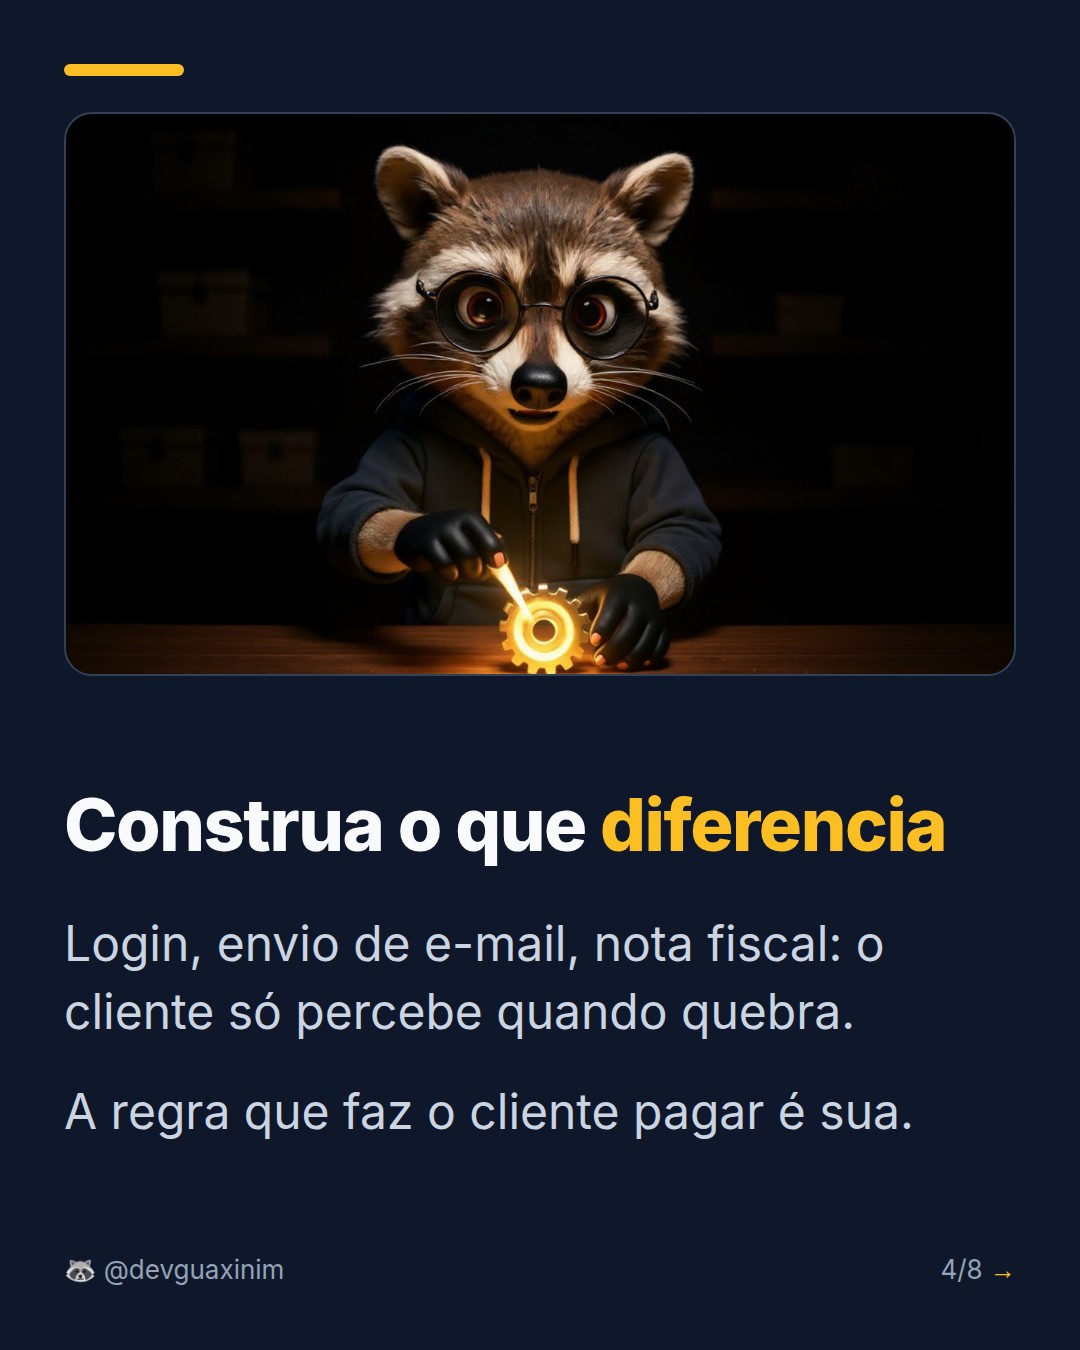 Construa o que diferencia
Login, envio de e-mail, nota fiscal: o
cliente só percebe quando quebra.
A regra que faz o cliente pagar é sua.
🦝 @devguaxinim
4/8 →